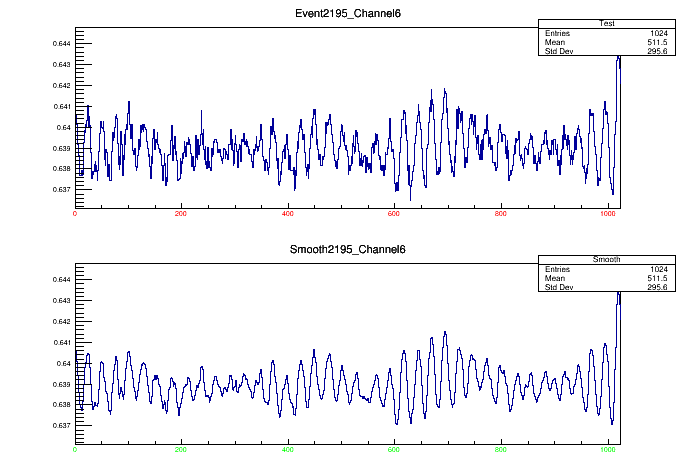 Event2195_Channel6
Test
Entries 1024
Mean 511.5
Std Dev 295.6
0.644
0.643
0.642
0.641
0.64
0.639
0.638
0.637
0 200 400 600 800 1000
Smooth2195_Channel6
Smooth
Entries 1024
Mean 511.5
Std Dev 295.6
0.644
0.643
0.642
0.641
0.64
0.639
0.638
0.637
0 200 400 600 800 1000